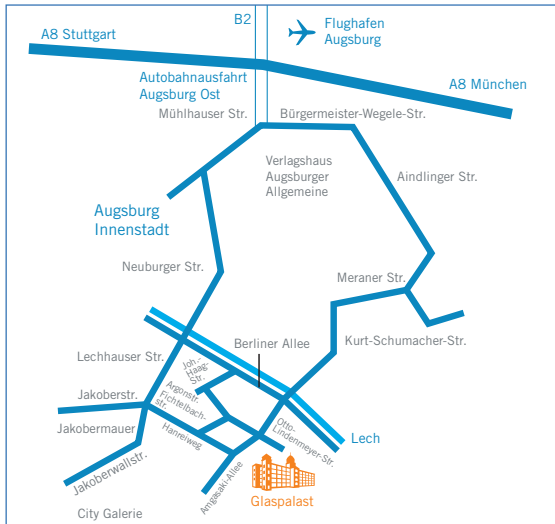 B2
Flughafen
Augsburg
A8 Stuttgart
Autobahnausfahrt
Augsburg Ost
A8 München
Mühlhauser Str.
Bürgermeister-Wegele-Str.
Verlagshaus
Augsburger
Allgemeine
Aindlinger Str.
Augsburg
Innenstadt
Neuburger Str.
Meraner Str.
Berliner Allee
Kurt-Schumacher-Str.
Lechhauser Str.
Joh.-
Haag-
Str.
Argonstr.
Fichtelbach-
str.
Jakoberstr.
Jakobermauer
Hanreiweg
Otto-
Lindenmeyer-Str.
Lech
Jakoberwallstr.
Amgasaki-Allee
Glaspalast
City Galerie